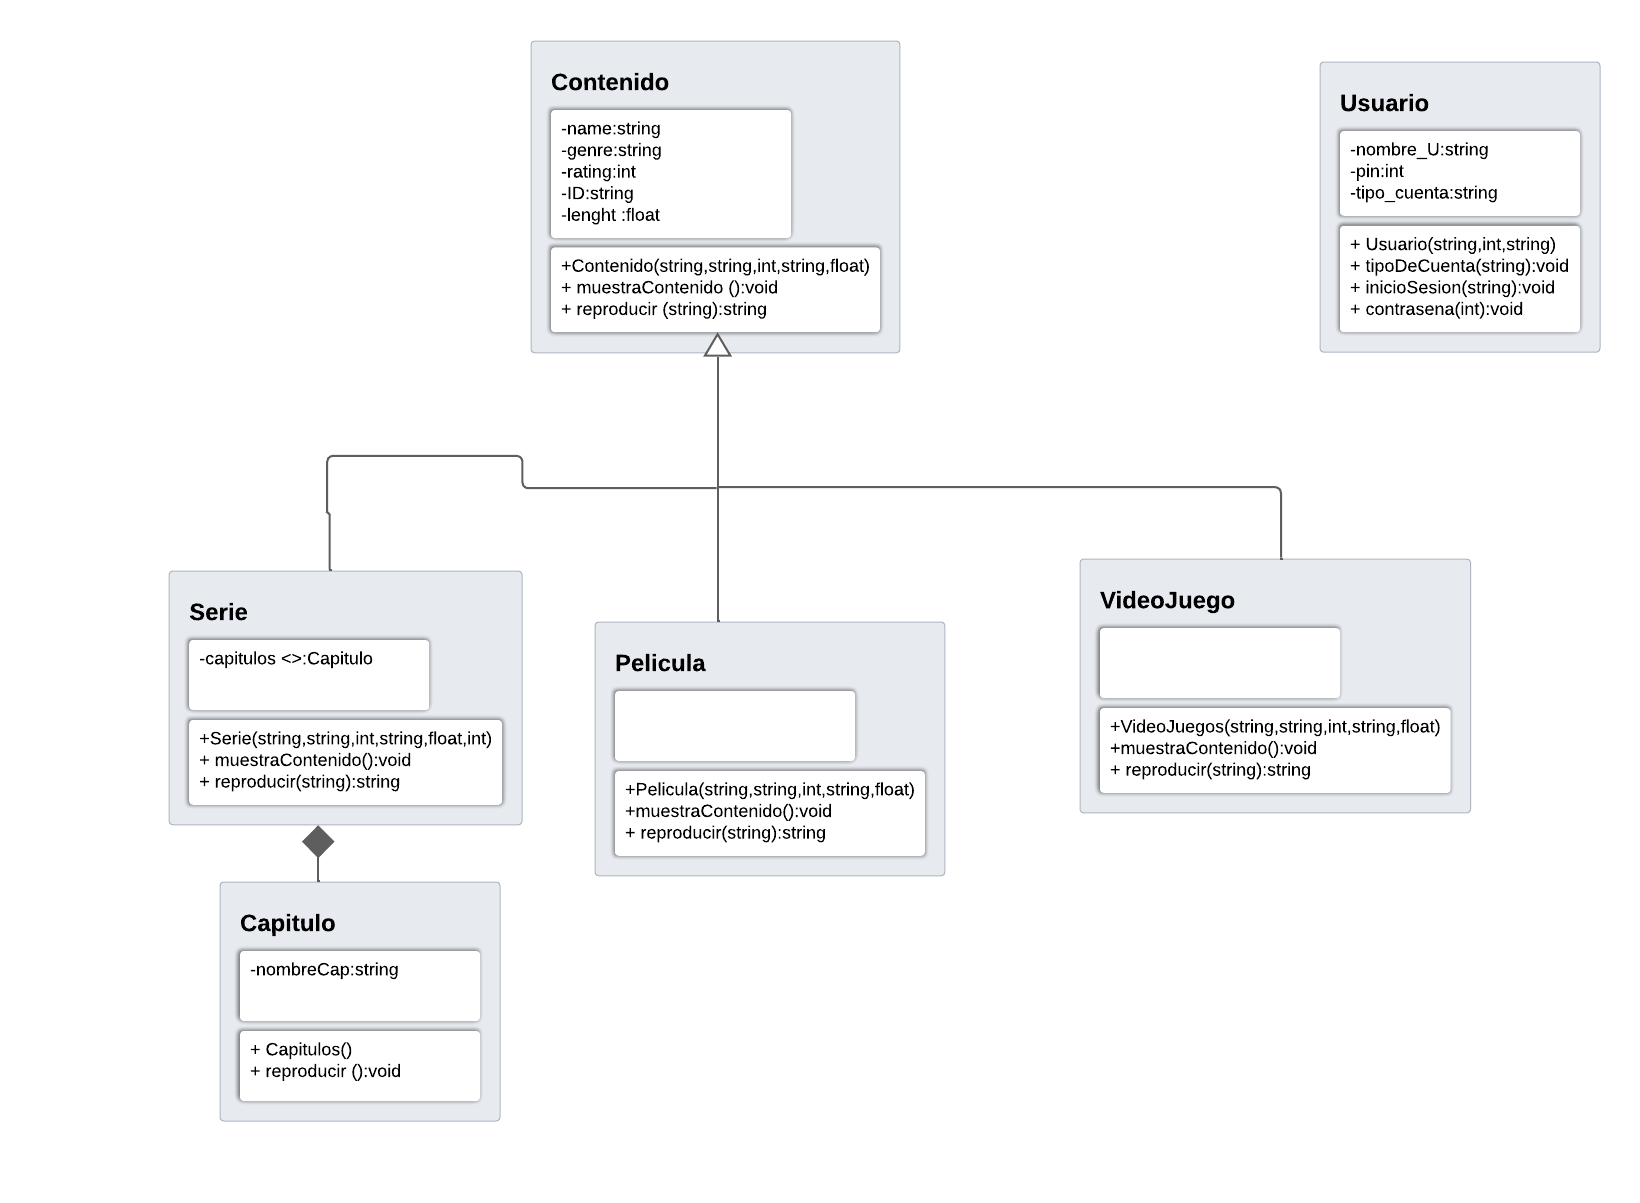 Contenido
-name:string
-genre:string
-rating:int
-ID:string
-lenght :float
+Contenido(string,string,int,string,float)
+ muestraContenido ():void
+ reproducir (string):string
Usuario
-nombre_U:string
-pin:int
-tipo_cuenta:string
+ Usuario(string,int,string)
+ tipoDeCuenta(string):void
+ inicioSesion(string):void
+ contrasena(int):void
Serie
-capitulos <>:Capitulo
+Serie(string,string,int,string,float,int)
+ muestraContenido():void
+ reproducir(string):string
Pelicula
+Pelicula(string,string,int,string,float)
+muestraContenido():void
+ reproducir(string):string
VideoJuego
+VideoJuegos(string,string,int,string,float)
+muestraContenido():void
+ reproducir(string):string
Capitulo
-nombreCap:string
+ Capitulos()
+ reproducir ():void